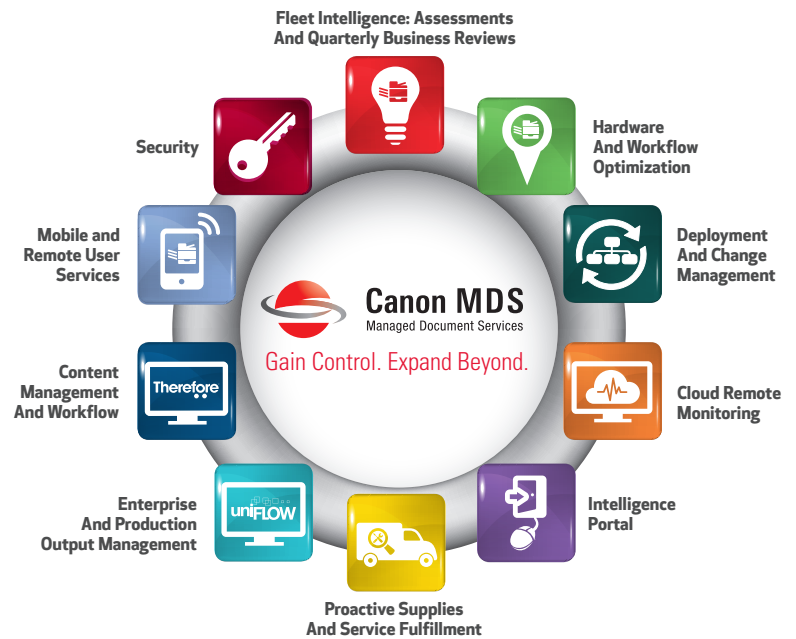 Fleet Intelligence: Assessments
And Quarterly Business Reviews
Hardware
And Workflow
Optimization
Deployment
And Change
Management
Cloud Remote
Monitoring
Intelligence
Portal
Proactive Supplies
And Service Fulfillment
Enterprise
And Production
Output Management
uniFLOW
Content
Management
And Workflow
Therefore
Mobile and
Remote User
Services
Security
Canon MDS
Managed Document Services
Gain Control. Expand Beyond.